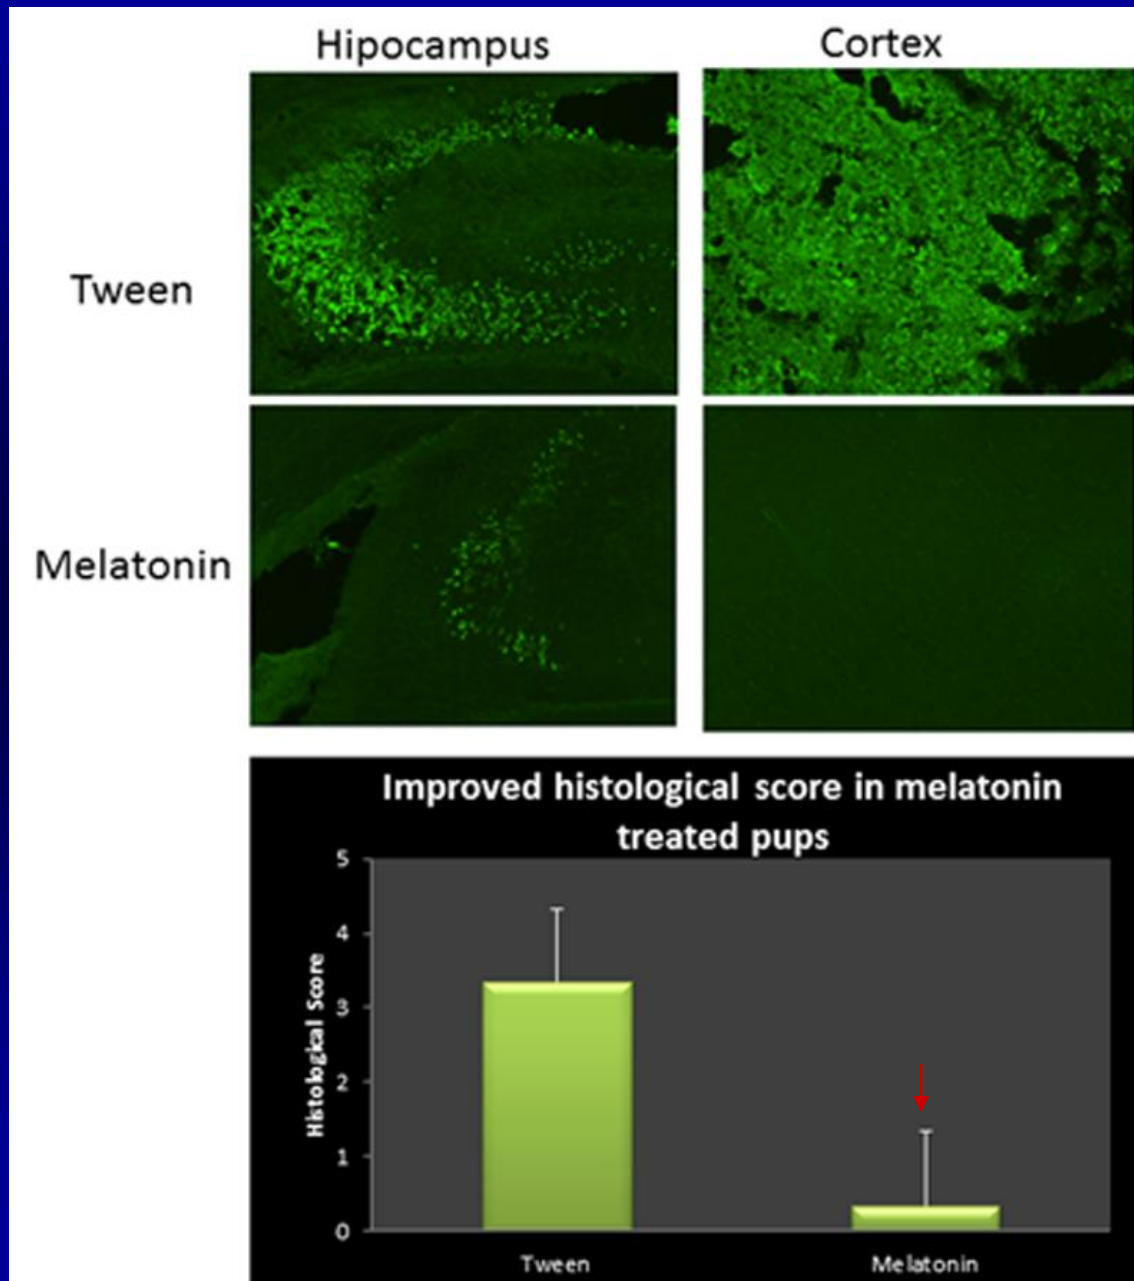 Hipocampus
Cortex
Tween
Melatonin
Improved histological score in melatonin
treated pups
Histological Score
5
4
3
2
1
0
Tween
Melatonin